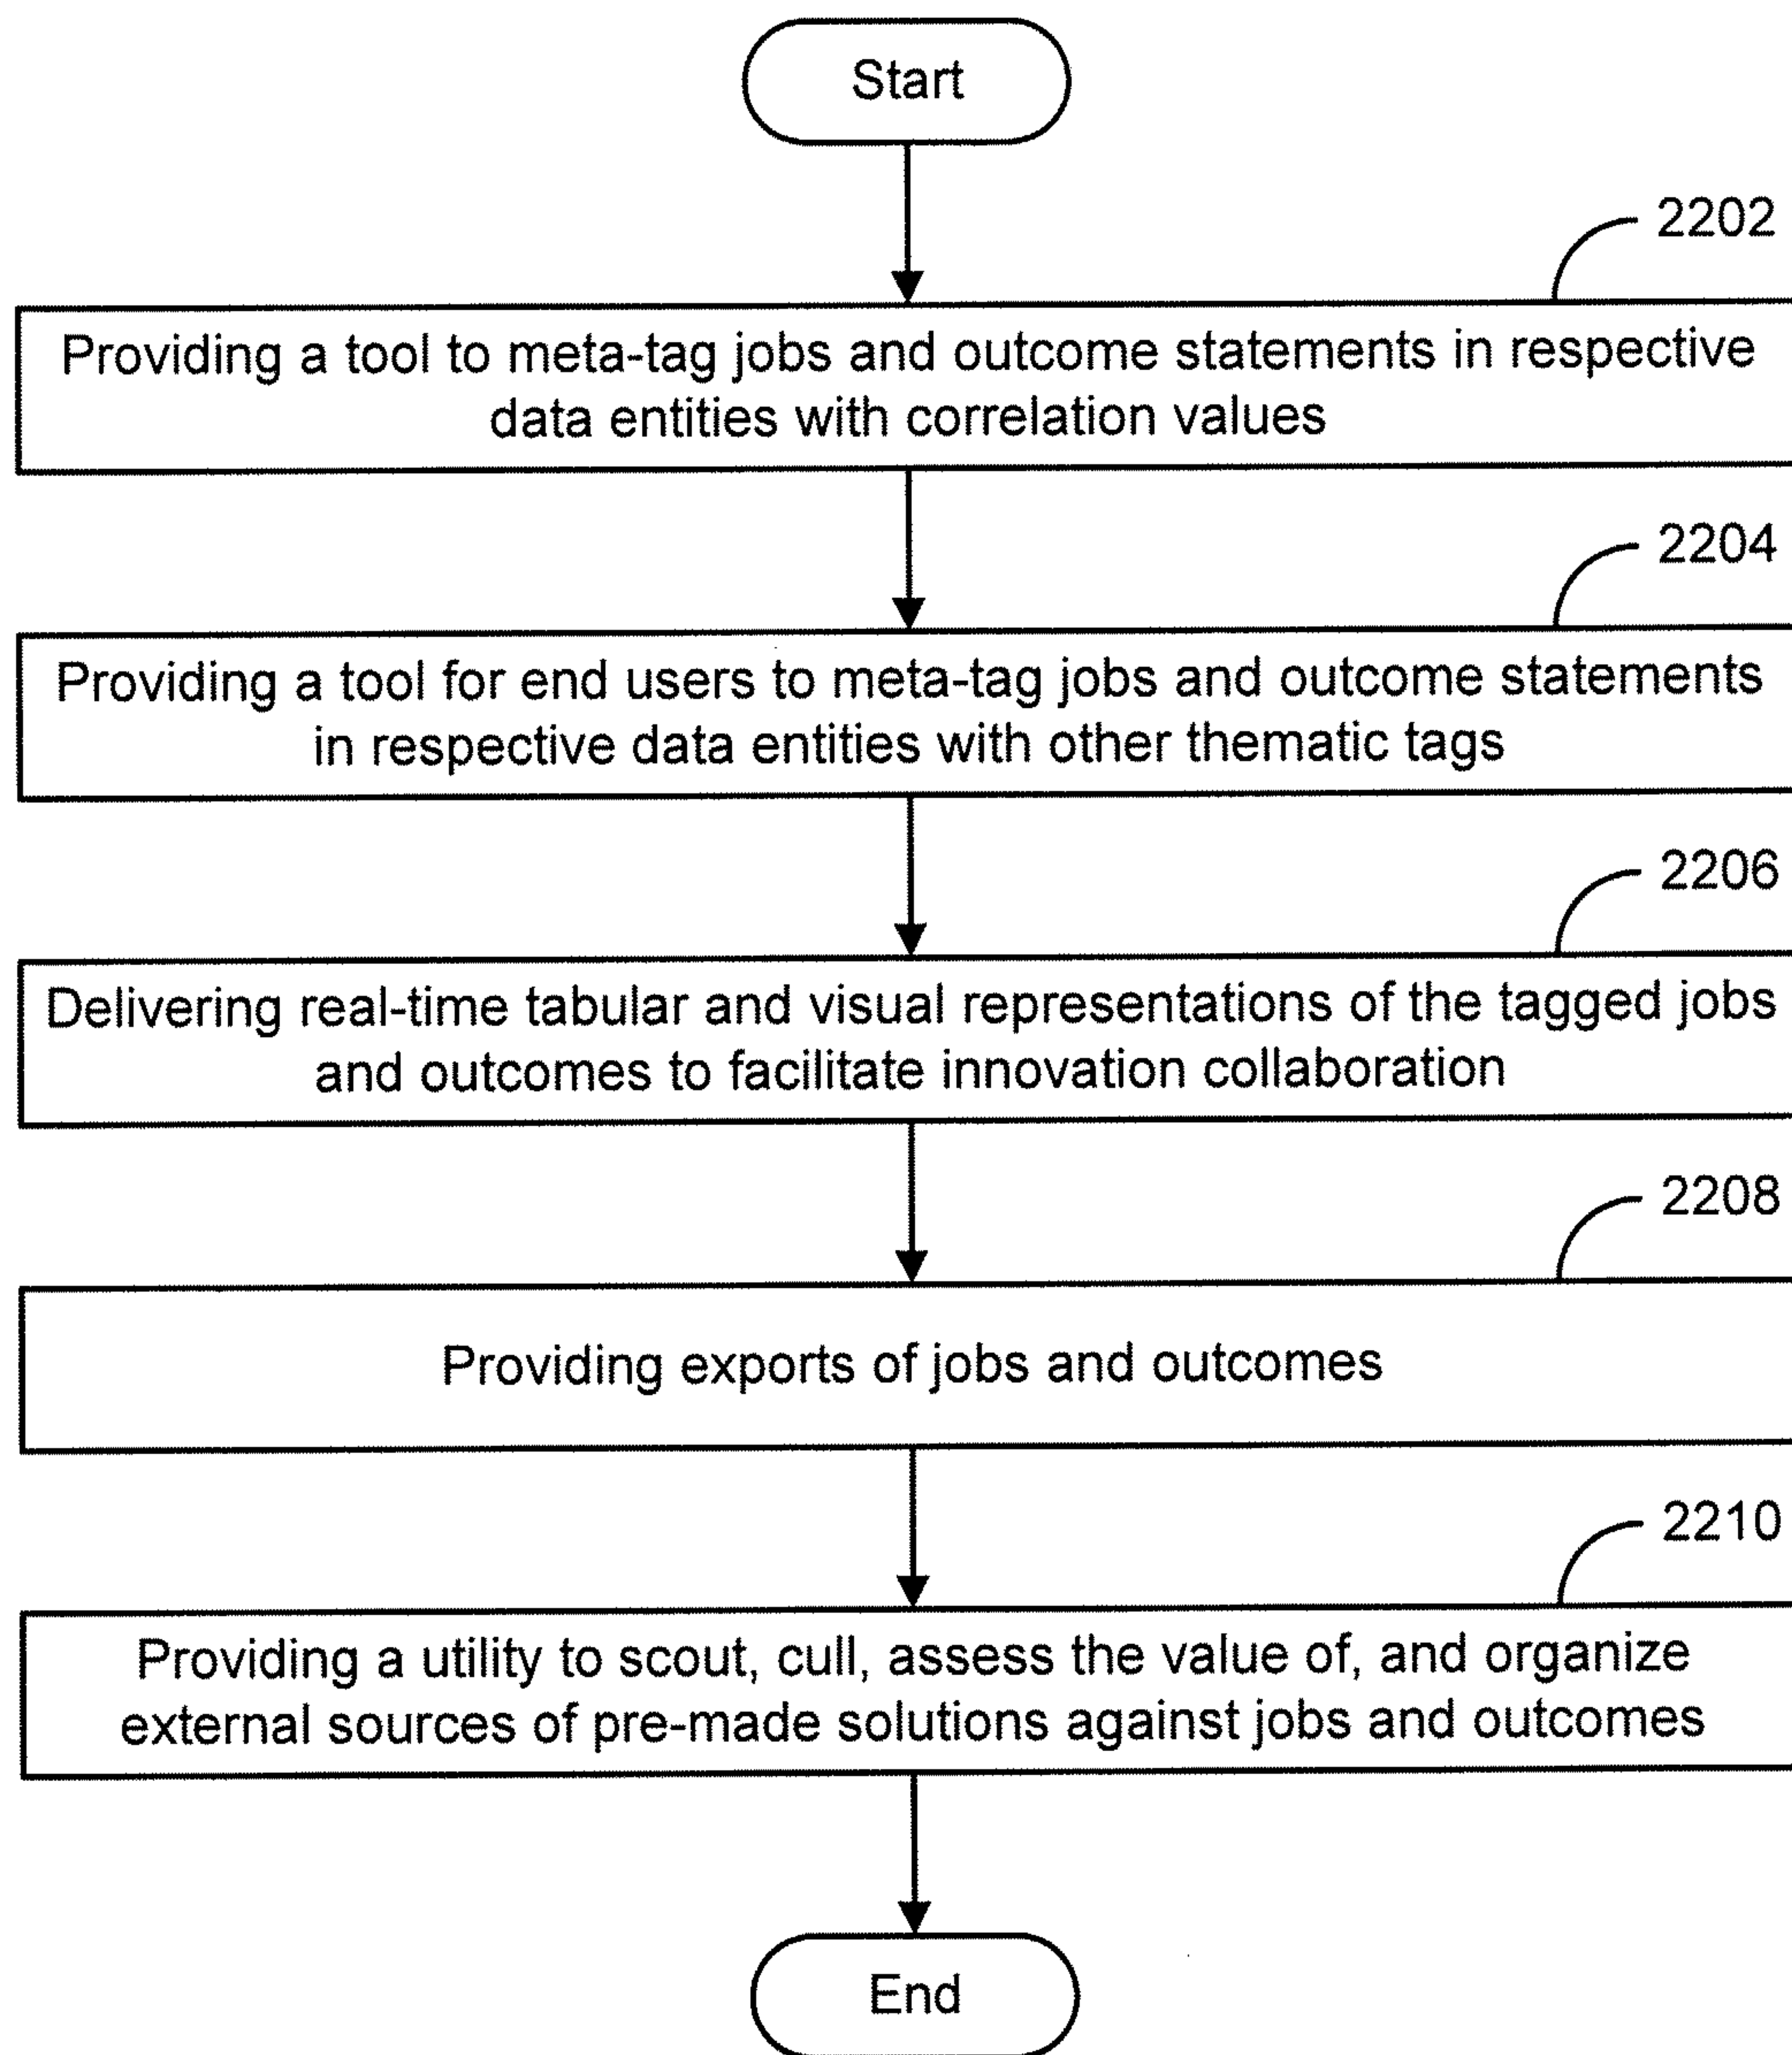 Start
2202
Providing a tool to meta-tag jobs and outcome statements in respective
data entities with correlation values
2204
Providing a tool for end users to meta-tag jobs and outcome statements
in respective data entities with other thematic tags
2206
Delivering real-time tabular and visual representations of the tagged jobs
and outcomes to facilitate innovation collaboration
2208
Providing exports of jobs and outcomes
2210
Providing a utility to scout, cull, assess the value of, and organize
external sources of pre-made solutions against jobs and outcomes
End